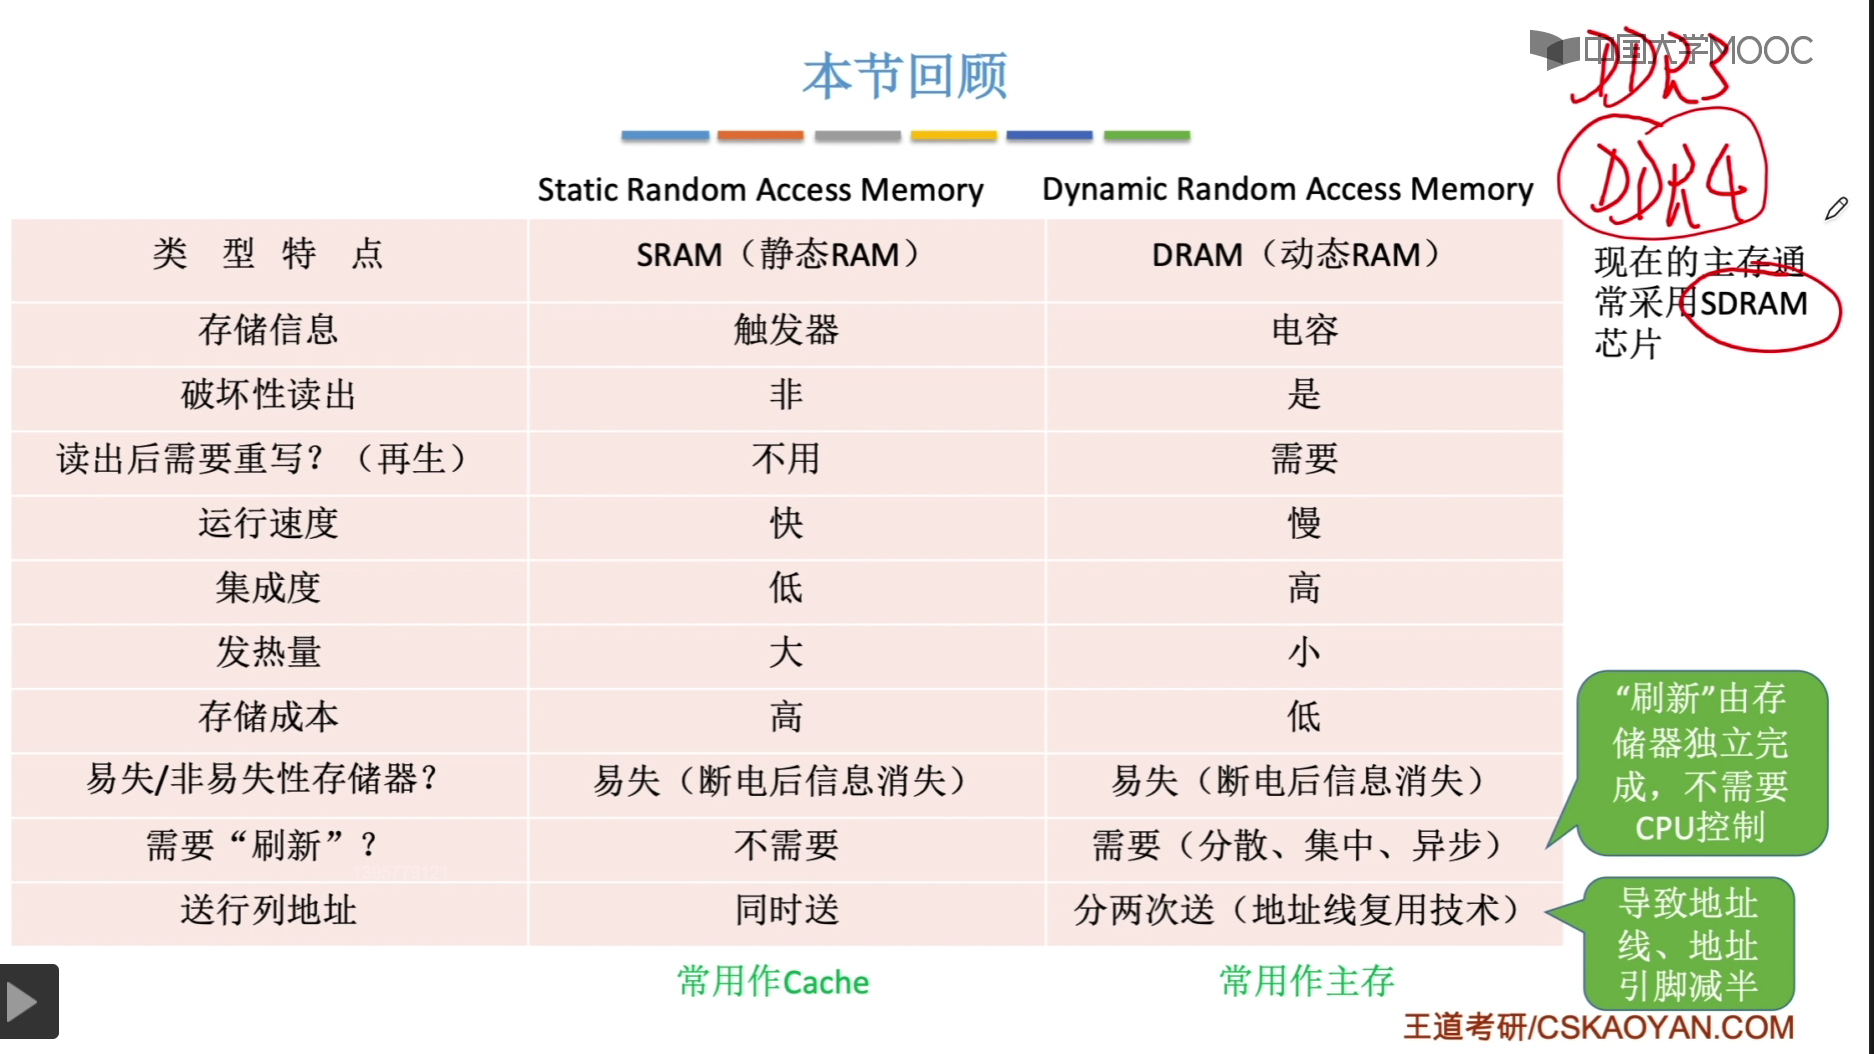 中国大学MOOC
DDR3
本节回顾
DDR4
Static Random Access Memory
Dynamic Random Access Memory
现在的主存通
常采用SDRAM
芯片
类 型 特 点
SRAM（静态RAM）
DRAM（动态RAM）
存储信息
触发器
电容
破坏性读出
非
是
读出后需要重写？（再生）
不用
需要
运行速度
快
慢
集成度
低
高
发热量
大
小
存储成本
高
低
易失/非易失性存储器？
易失（断电后信息消失）
易失（断电后信息消失）
需要“刷新”？
不需要
需要（分散、集中、异步）
送行列地址
同时送
分两次送（地址线复用技术）
“刷新”由存
储器独立完
成，不需要
CPU控制
导致地址
线、地址
引脚减半
常用作Cache
常用作主存
王道考研/CSKAOYAN.COM